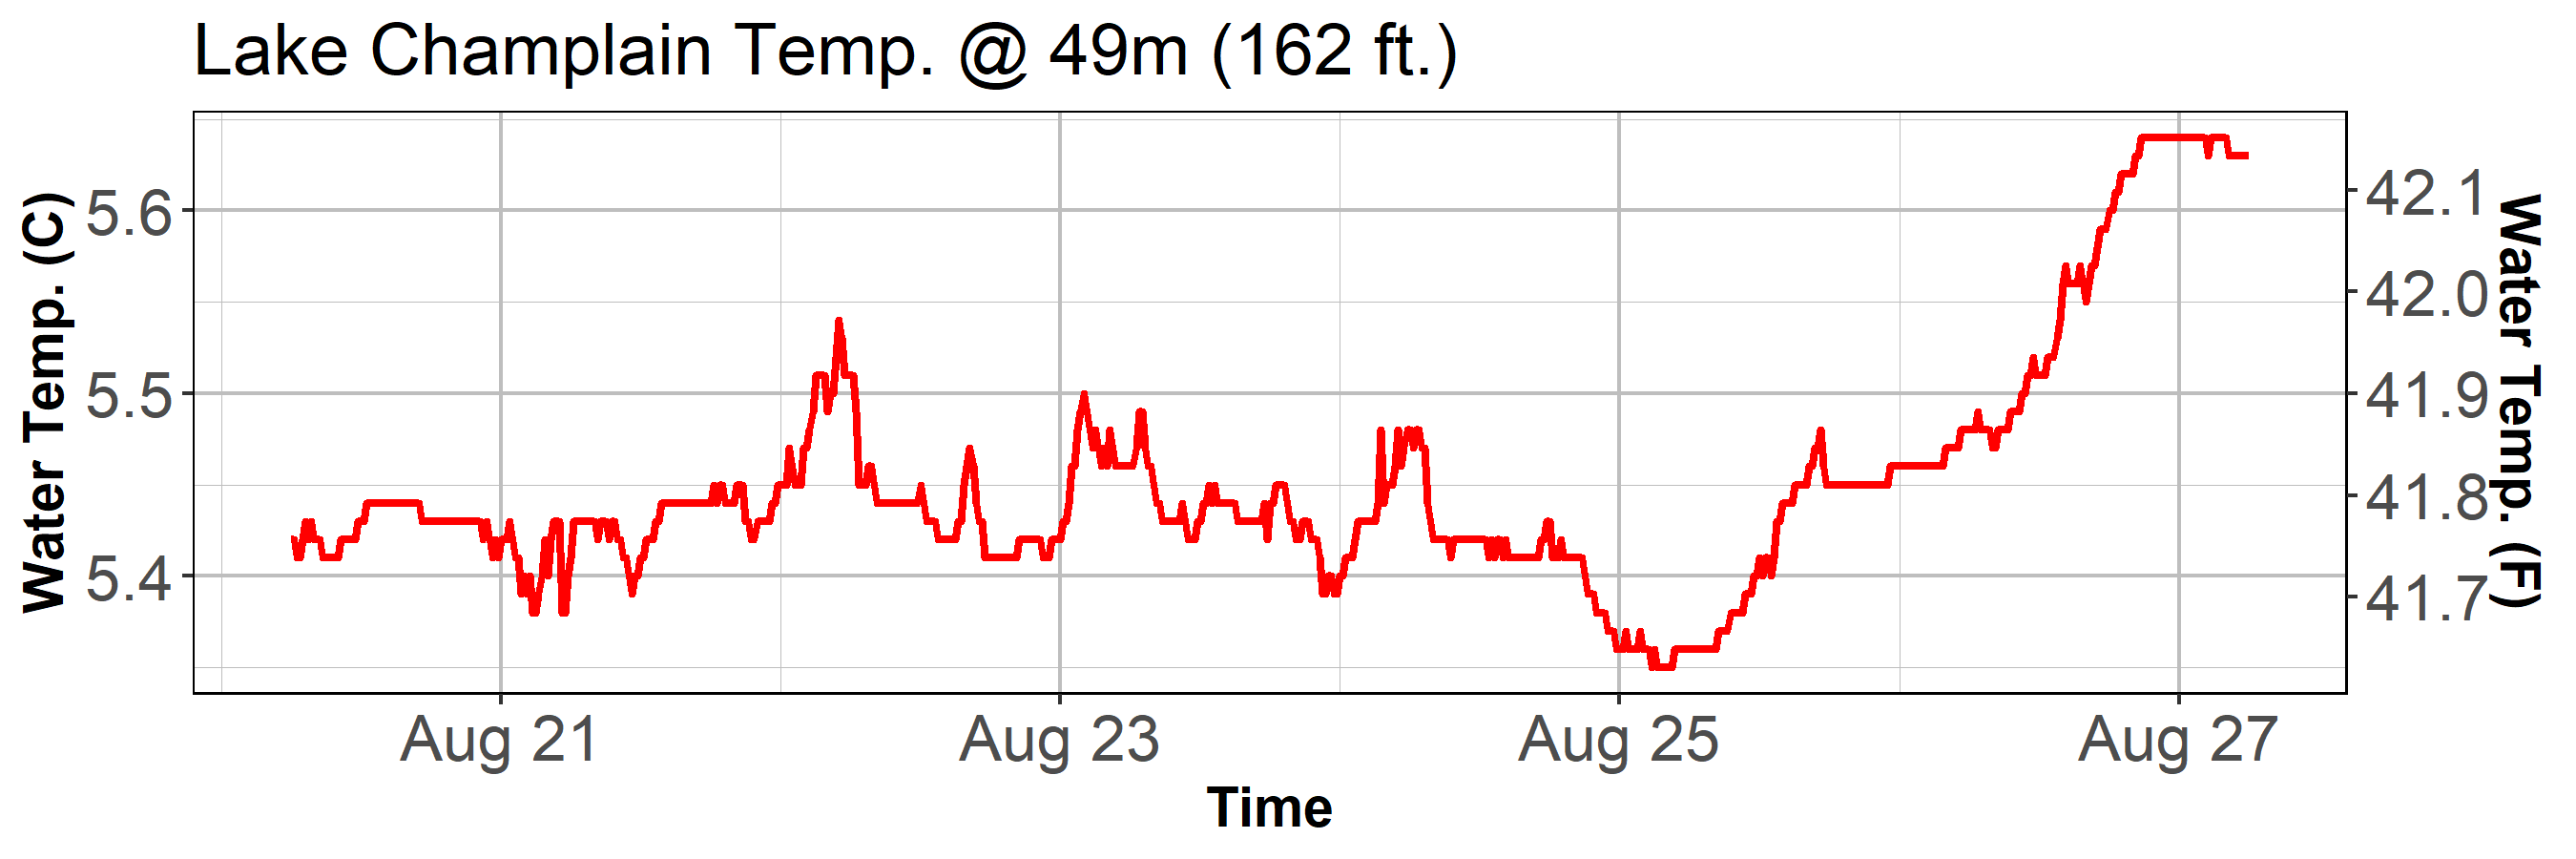 Lake Champlain Temp. @ 49m (162 ft.)
Water Temp. (C)
5.6
5.5
5.4
42.1
42.0
41.9
41.8
41.7
Water Temp. (F)
Aug 21
Aug 23
Aug 25
Aug 27
Time